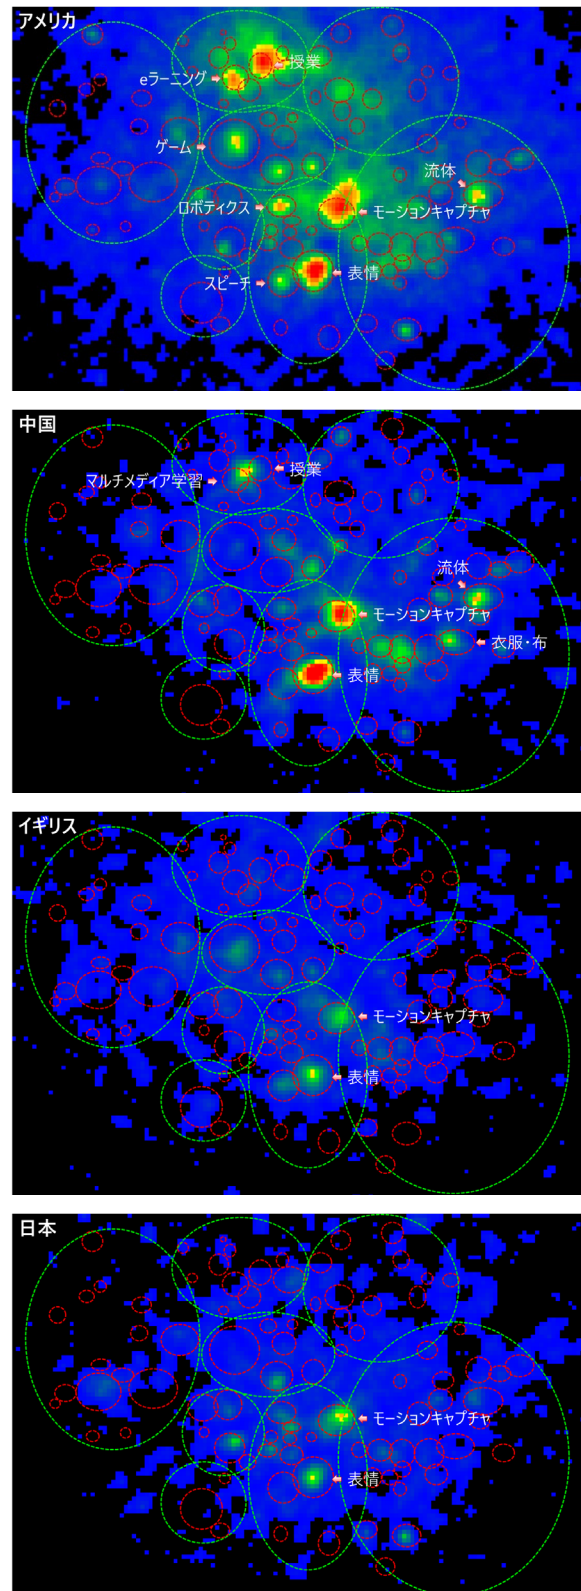 アメリカ
授業
eラーニング
ゲーム
流体
ロボティクス
モーションキャプチャ
表情
スピーチ
中国
授業
マルチメディア学習
流体
モーションキャプチャ
衣服・布
表情
イギリス
モーションキャプチャ
表情
日本
モーションキャプチャ
表情